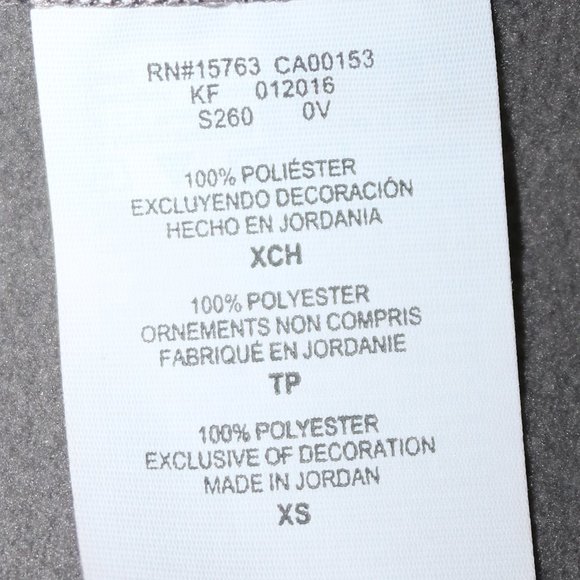 RN#15763 CA00153
KF 012016
S260 0V
100% POLIÉSTER
EXCLUYENDO DECORACIÓN
HECHO EN JORDANIA
XCH
100% POLYESTER
ORNEMENTS NON COMPRIS
FABRIQUÉ EN JORDANIE
TP
100% POLYESTER
EXCLUSIVE OF DECORATION
MADE IN JORDAN
XS